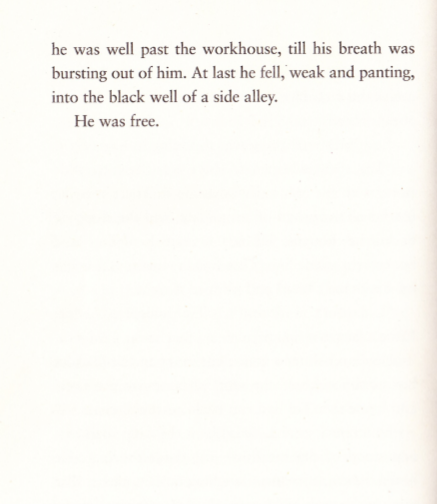 he was well past the workhouse, till his breath was
bursting out of him. At last he fell, weak and panting,
into the black well of a side alley.
He was free.